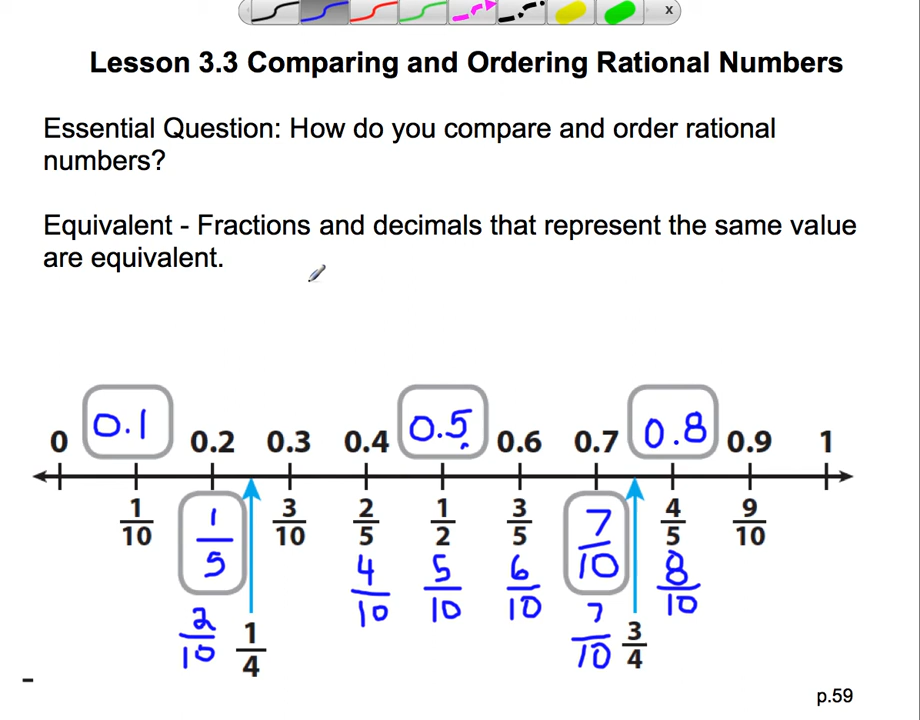 x
Lesson 3.3 Comparing and Ordering Rational Numbers
Essential Question: How do you compare and order rational
numbers?
Equivalent - Fractions and decimals that represent the same value
are equivalent.
0 0.1 0.2 0.3 0.4 0.5 0.6 0.7 0.8 0.9 1
1/10 1/5 3/10 2/5 1/2 3/5 7/10 4/5 9/10
4/10 5/10 6/10 8/10
2/10 1/4 7/10 3/4
-
p.59